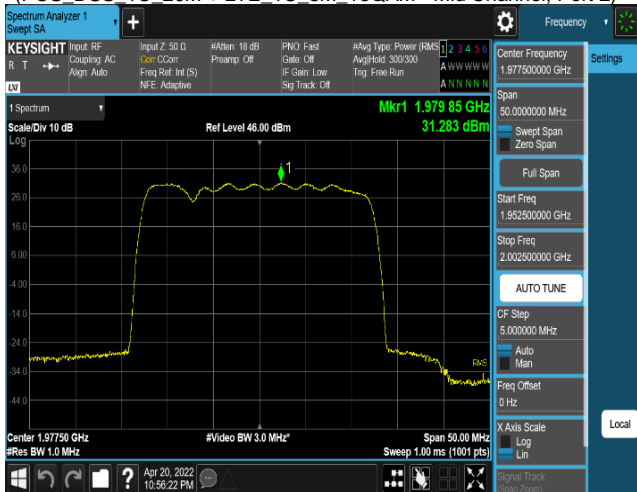 Spectrum Analyzer 1
Swept SA
Frequency
KEYSIGHT
R T
LXI
Input: RF
Coupling: AC
Align: Auto
Input Z: 50 Ω
Corr CCorr
Freq Ref: Int (S)
NFE: Adaptive
#Atten: 18 dB
Preamp: Off
PNO: Fast
Gate: Off
IF Gain: Low
Sig Track: Off
#Avg Type: Power (RMS
Avg|Hold: 300/300
Trig: Free Run
1 2 3 4 5 6
A W W W W W
A N N N N N
1 Spectrum
Scale/Div 10 dB
Log
Ref Level 46.00 dBm
Mkr1 1.979 85 GHz
31.283 dBm
1
36.0
26.0
16.0
6.00
-4.00
-14.0
-24.0
-34.0
-44.0
RMS
Center 1.97750 GHz
#Res BW 1.0 MHz
#Video BW 3.0 MHz*
Span 50.00 MHz
Sweep 1.00 ms (1001 pts)
Apr 20, 2022
10:56:22 PM
Center Frequency
1.977500000 GHz
Span
50.0000000 MHz
Swept Span
Zero Span
Full Span
Start Freq
1.952500000 GHz
Stop Freq
2.002500000 GHz
AUTO TUNE
CF Step
5.000000 MHz
Auto
Man
Freq Offset
0 Hz
X Axis Scale
Log
Lin
Signal Track
(Span Zoom)
Settings
Local